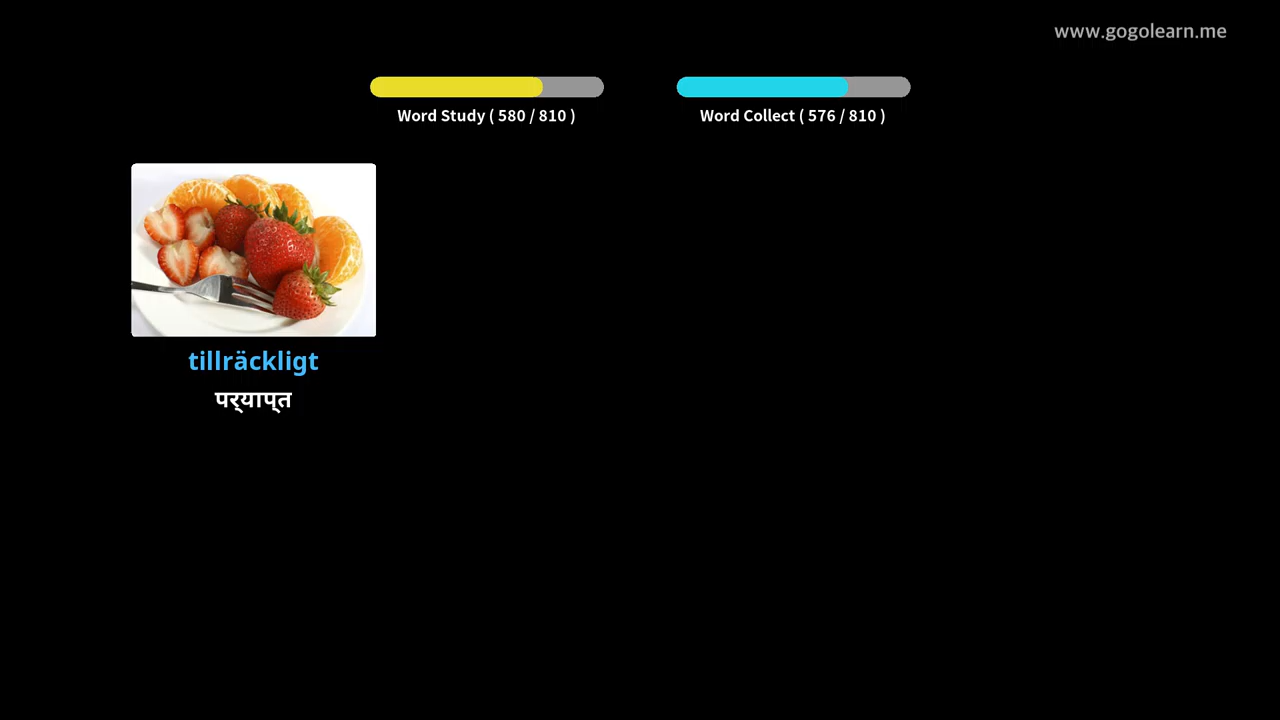 www.gogolearn.me
Word Study ( 580 / 810 )
Word Collect ( 576 / 810 )
tillräckligt
पर्याप्त